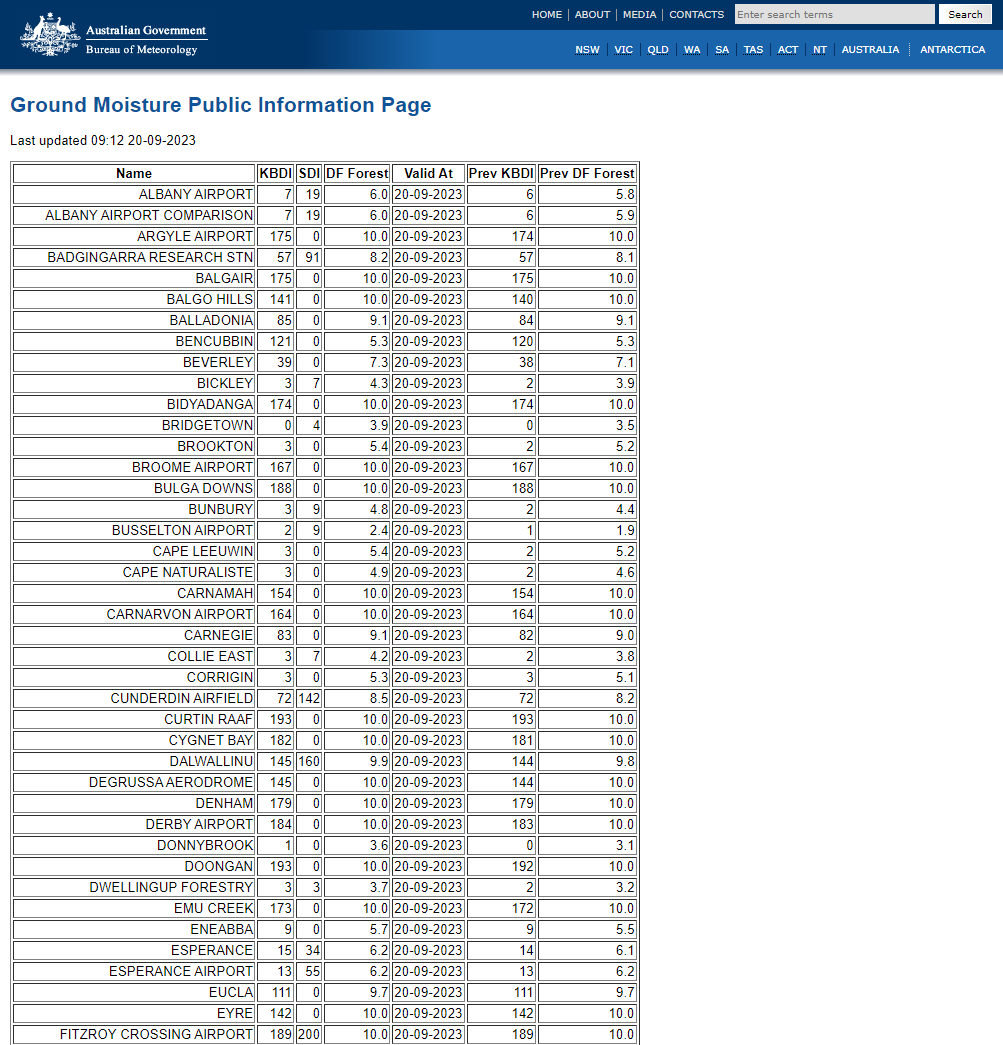 HOME ABOUT MEDIA CONTACTS Enter search terms Search
Australian Government
Bureau of Meteorology
NSW VIC QLD WA SA TAS ACT NT AUSTRALIA ANTARCTICA
Ground Moisture Public Information Page
Last updated 09:12 20-09-2023
Name KBDI SDI DF Forest Valid At Prev KBDI Prev DF Forest
ALBANY AIRPORT 7 19 6.0 20-09-2023 6 5.8
ALBANY AIRPORT COMPARISON 7 19 6.0 20-09-2023 6 5.9
ARGYLE AIRPORT 175 0 10.0 20-09-2023 174 10.0
BADGINGARRA RESEARCH STN 57 91 8.2 20-09-2023 57 8.1
BALGAIR 175 0 10.0 20-09-2023 175 10.0
BALGO HILLS 141 0 10.0 20-09-2023 140 10.0
BALLADONIA 85 0 9.1 20-09-2023 84 9.1
BENCUBBIN 121 0 5.3 20-09-2023 120 5.3
BEVERLEY 39 0 7.3 20-09-2023 38 7.1
BICKLEY 3 7 4.3 20-09-2023 2 3.9
BIDYADANGA 174 0 10.0 20-09-2023 174 10.0
BRIDGETOWN 0 4 3.9 20-09-2023 0 3.5
BROOKTON 3 0 5.4 20-09-2023 2 5.2
BROOME AIRPORT 167 0 10.0 20-09-2023 167 10.0
BULGA DOWNS 188 0 10.0 20-09-2023 188 10.0
BUNBURY 3 9 4.8 20-09-2023 2 4.4
BUSSELTON AIRPORT 2 9 2.4 20-09-2023 1 1.9
CAPE LEEUWIN 3 0 5.4 20-09-2023 2 5.2
CAPE NATURALISTE 3 0 4.9 20-09-2023 2 4.6
CARNAMAH 154 0 10.0 20-09-2023 154 10.0
CARNARVON AIRPORT 164 0 10.0 20-09-2023 164 10.0
CARNEGIE 83 0 9.1 20-09-2023 82 9.0
COLLIE EAST 3 7 4.2 20-09-2023 2 3.8
CORRIGIN 3 0 5.3 20-09-2023 3 5.1
CUNDERDIN AIRFIELD 72 142 8.5 20-09-2023 72 8.2
CURTIN RAAF 193 0 10.0 20-09-2023 193 10.0
CYGNET BAY 182 0 10.0 20-09-2023 181 10.0
DALWALLINU 145 160 9.9 20-09-2023 144 9.8
DEGRUSSA AERODROME 145 0 10.0 20-09-2023 144 10.0
DENHAM 179 0 10.0 20-09-2023 179 10.0
DERBY AIRPORT 184 0 10.0 20-09-2023 183 10.0
DONNYBROOK 1 0 3.6 20-09-2023 0 3.1
DOONGAN 193 0 10.0 20-09-2023 192 10.0
DWELLINGUP FORESTRY 3 3 3.7 20-09-2023 2 3.2
EMU CREEK 173 0 10.0 20-09-2023 172 10.0
ENEABBA 9 0 5.7 20-09-2023 9 5.5
ESPERANCE 15 34 6.2 20-09-2023 14 6.1
ESPERANCE AIRPORT 13 55 6.2 20-09-2023 13 6.2
EUCLA 111 0 9.7 20-09-2023 111 9.7
EYRE 142 0 10.0 20-09-2023 142 10.0
FITZROY CROSSING AIRPORT 189 200 10.0 20-09-2023 189 10.0